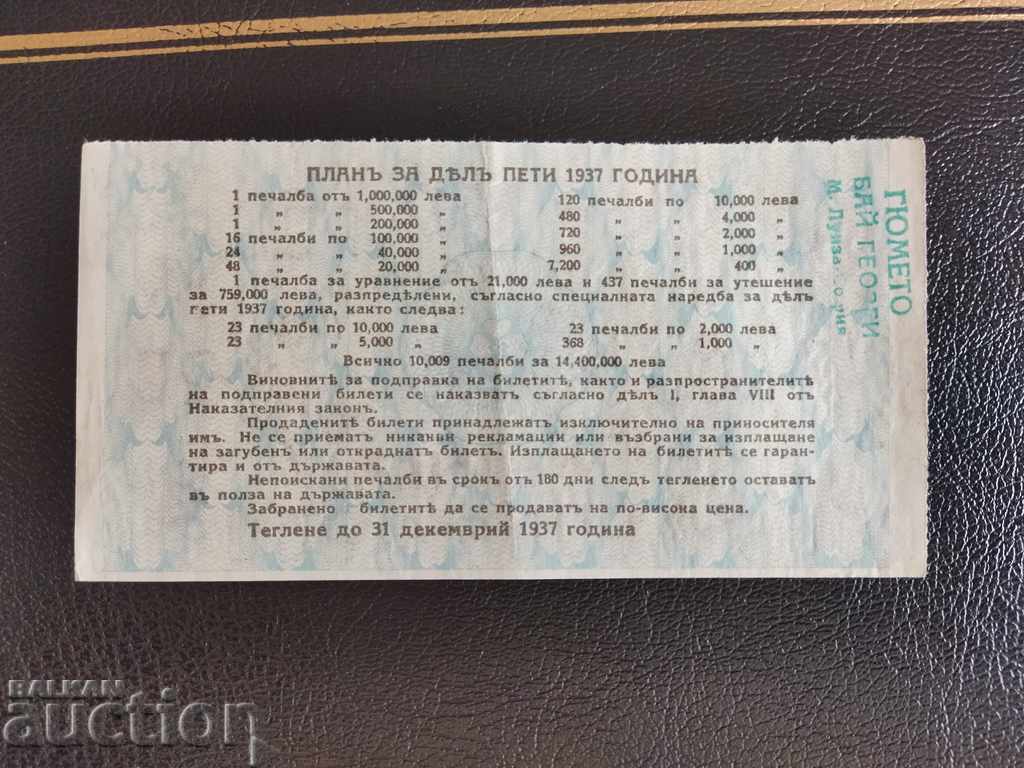 ПЛАНЪ ЗА ДѢЛЪ ПЕТИ 1937 ГОДИНА
1 печалба отъ 1,000,000 лева
1 „ „ 500,000 „
1 „ „ 200,000 „
16 печалби по 100,000 „
24 „ „ 40,000 „
48 „ „ 20,000 „
120 печалби по 10,000 лева
480 „ „ 4,000 „
720 „ „ 2,000 „
960 „ „ 1,000 „
7,200 „ „ 400 „
1 печалба за уравнение отъ 21,000 лева и 437 печалби за утешение
за 759,000 лева, разпредѣлени, съгласно специалната наредба за дѣлъ
пети 1937 година, както следва:
23 печалби по 10,000 лева
23 „ „ 5,000 „
23 печалби по 2,000 лева
368 „ „ 1,000 „
Всичко 10,009 печалби за 14,400,000 лева
Виновнитѣ за подправка на билетитѣ, както и разпространителитѣ
на подправени билети се наказватъ съгласно дѣлъ I, глава VIII отъ
Наказателния законъ.
Продаденитѣ билети принадлежатъ изключително на приносителя
имъ. Не се приематъ никакви рекламации или възбрани за изплащане
на загубенъ или откраднатъ билетъ. Изплащането на билетитѣ се гаран-
тира и отъ държавата.
Непоискани печалби въ срокъ отъ 180 дни следъ тегленето оставатъ
въ полза на държавата.
Забранено билетитѣ да се продаватъ на по-висока цена.
Теглене до 31 декемврий 1937 година
ГЮМЕТО
БАЙ ГЕОРГИ
М. Луиза
BALKAN
auction